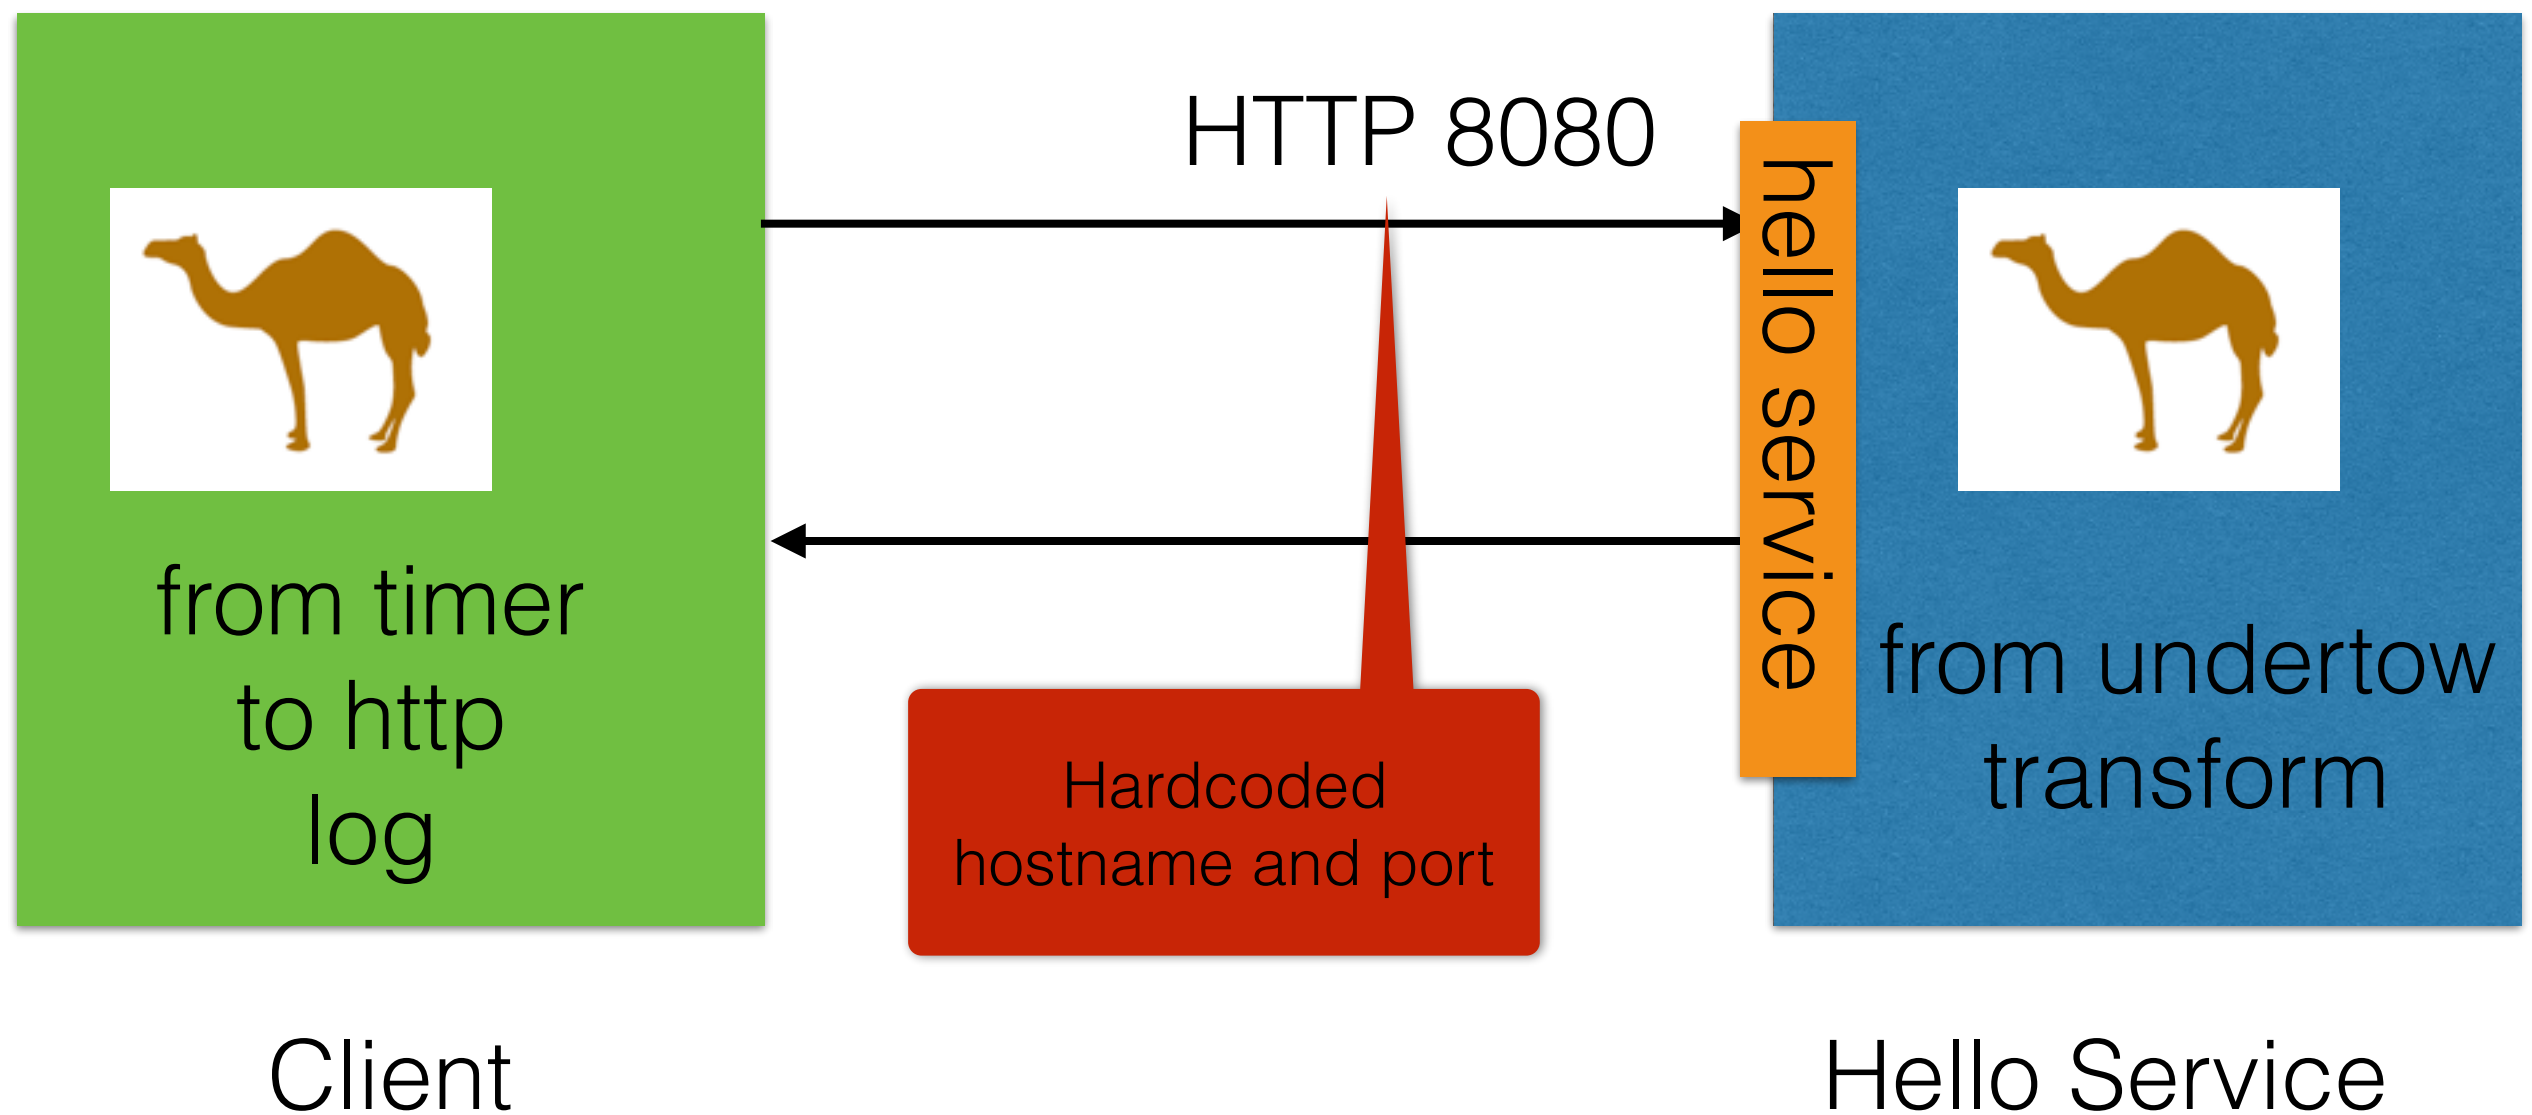 HTTP 8080
hello service
from timer
to http
log
from undertow
transform
Hardcoded
hostname and port
Client
Hello Service